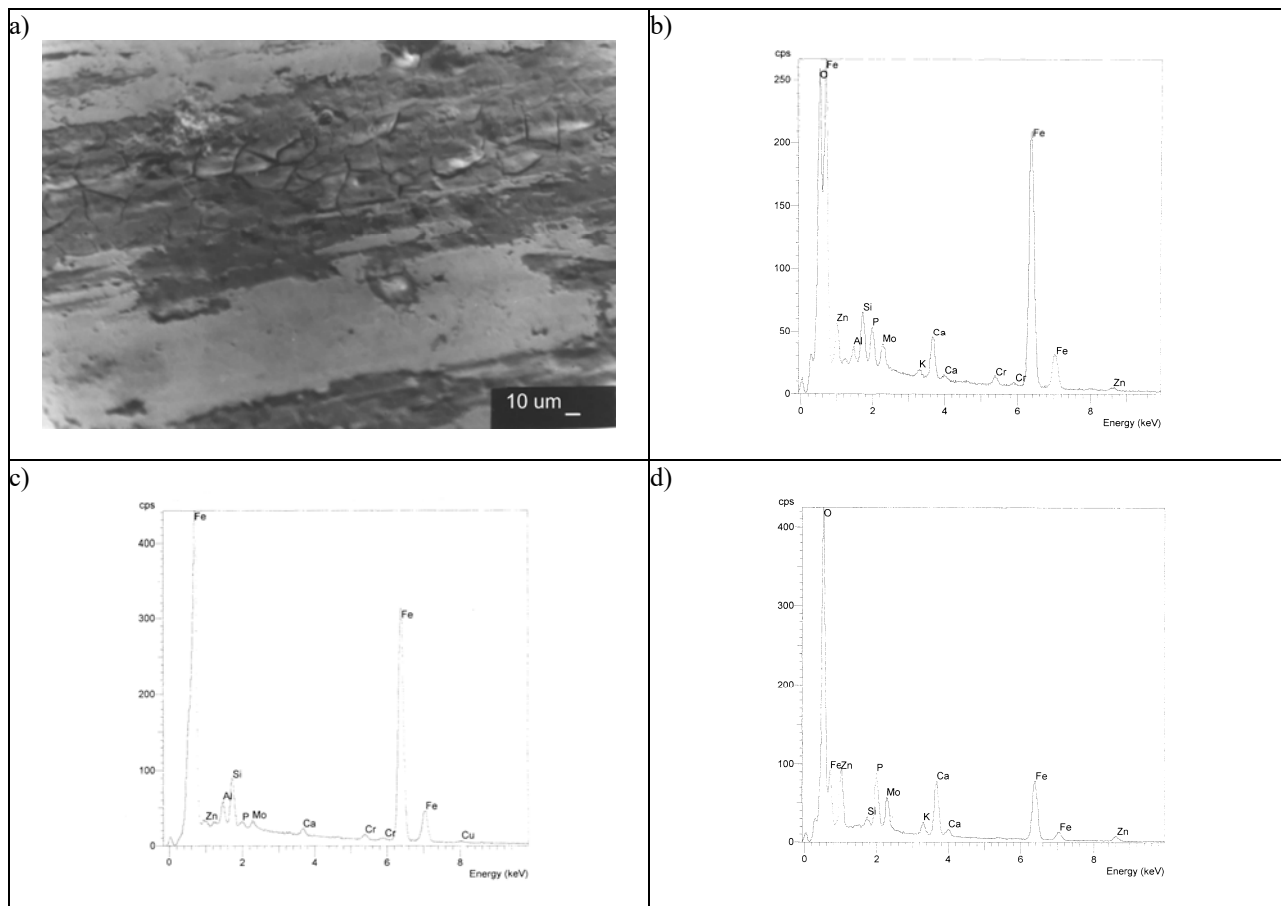 a)
10 um
b)
cps
250
200
150
100
50
0
Fe
O
Zn
Al
Si
P
Mo
K
Ca
Ca
Cr
Cr
Fe
Fe
Zn
0
2
4
6
8
Energy (keV)
c)
cps
400
300
200
100
0
Fe
Zn
Al
Si
P
Mo
Ca
Cr
Cr
Fe
Fe
Cu
0
2
4
6
8
Energy (keV)
d)
cps
400
300
200
100
0
O
Fe
Zn
Si
P
Mo
K
Ca
Ca
Fe
Fe
Zn
0
2
4
6
8
Energy (keV)